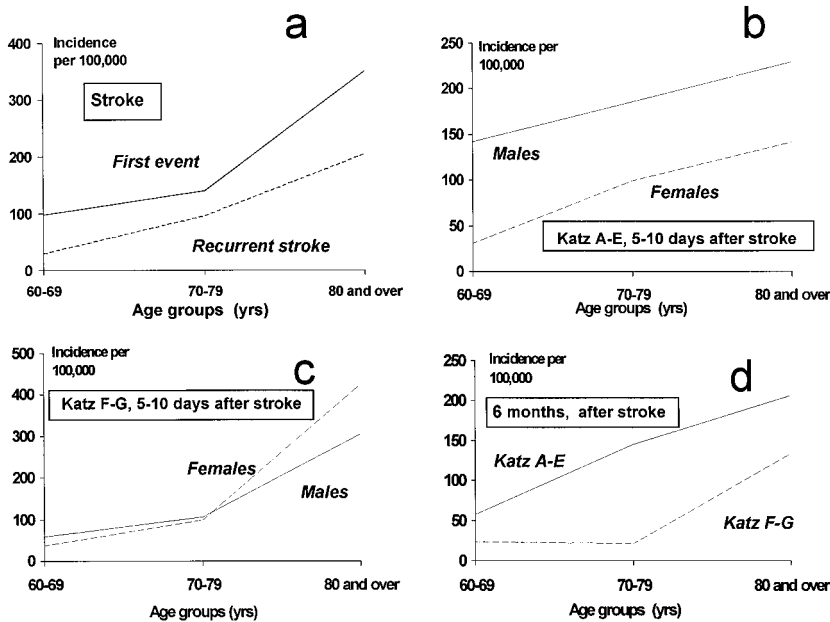 a
Incidence
per 100,000
400
300
200
100
0
Stroke
First event
Recurrent stroke
60-69
70-79
80 and over
Age groups (yrs)
b
Incidence per
100,000
250
200
150
100
50
0
Males
Females
Katz A-E, 5-10 days after stroke
60-69
70-79
80 and over
Age groups (yrs)
c
Incidence per
100,000
500
400
300
200
100
0
Katz F-G, 5-10 days after stroke
Females
Males
60-69
70-79
80 and over
Age groups (yrs)
d
Incidence per
100,000
250
200
150
100
50
0
6 months, after stroke
Katz A-E
Katz F-G
60-69
70-79
80 and over
Age groups (yrs)